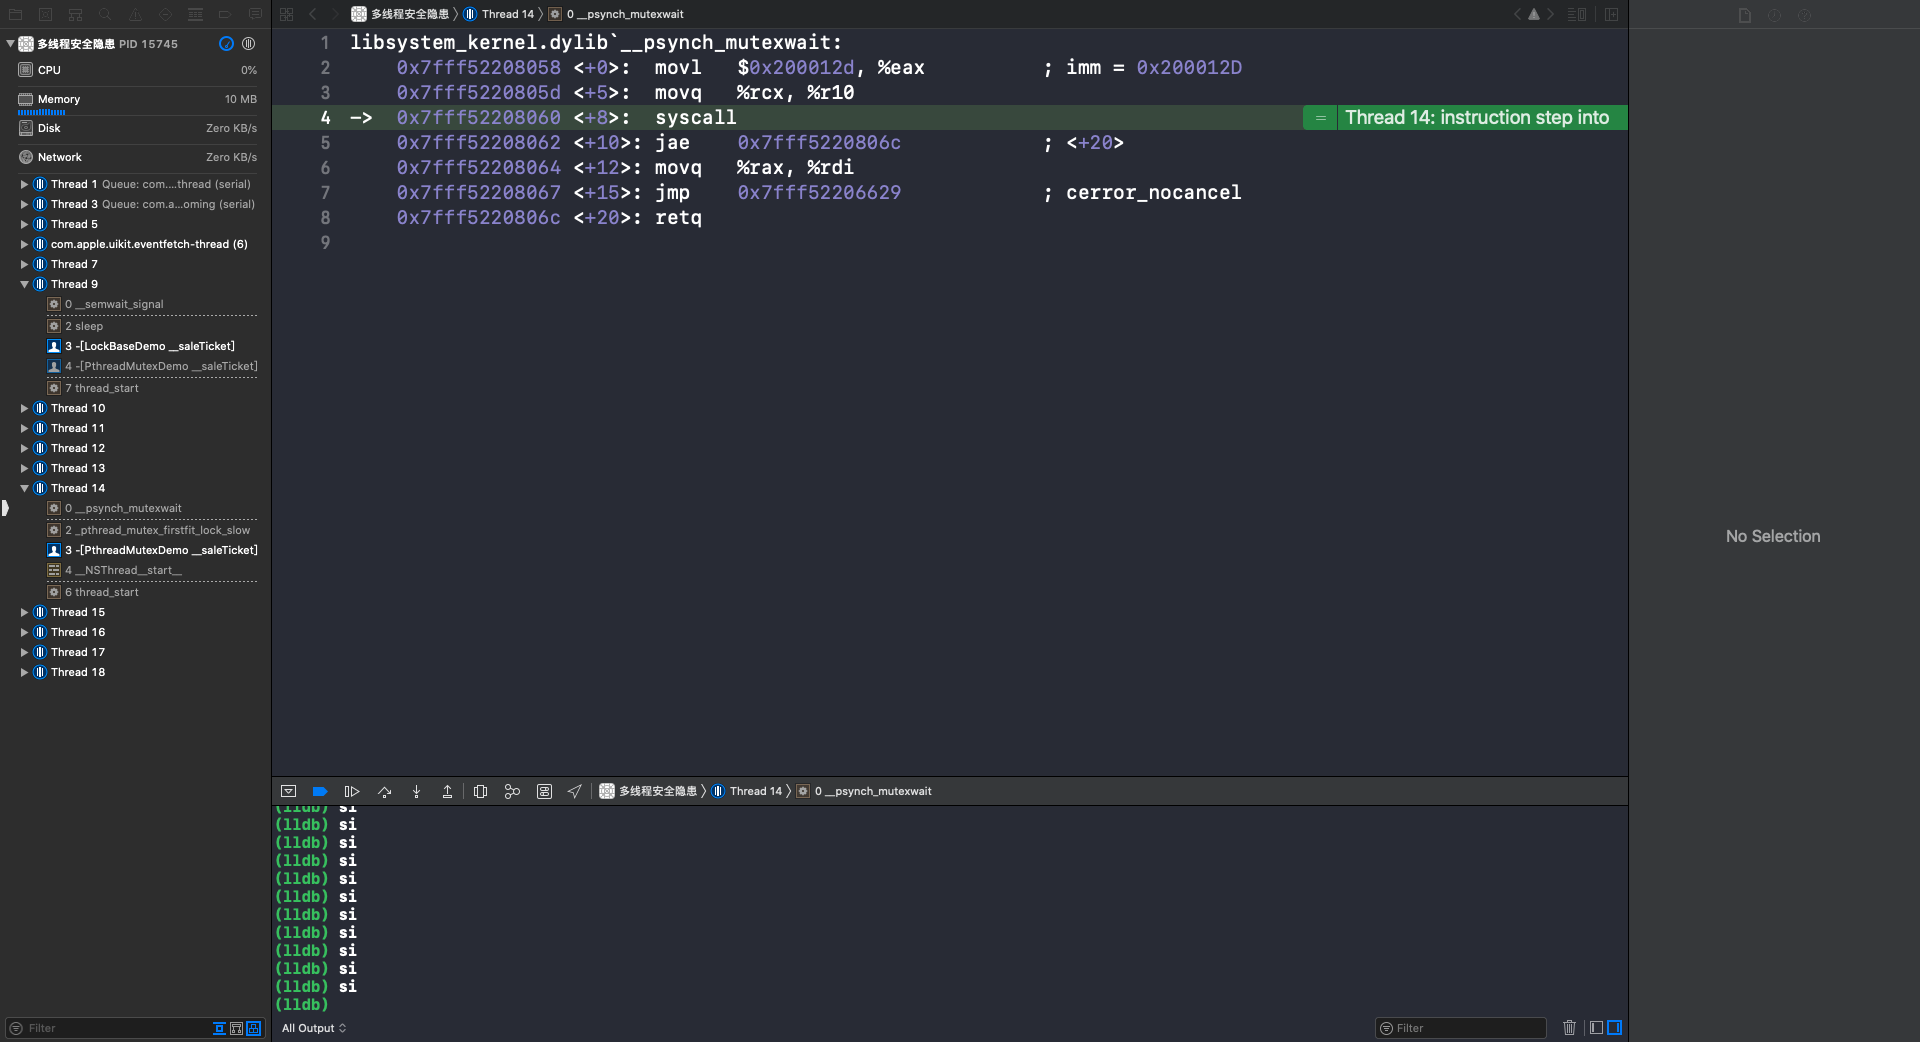 多线程安全隐患 〉 Thread 14 〉 0 __psynch_mutexwait
多线程安全隐患 PID 15745
CPU 0%
Memory 10 MB
Disk Zero KB/s
Network Zero KB/s
Thread 1 Queue: com....thread (serial)
Thread 3 Queue: com.a...oming (serial)
Thread 5
com.apple.uikit.eventfetch-thread (6)
Thread 7
Thread 9
0 __semwait_signal
2 sleep
3 -[LockBaseDemo __saleTicket]
4 -[PthreadMutexDemo __saleTicket]
7 thread_start
Thread 10
Thread 11
Thread 12
Thread 13
Thread 14
0 __psynch_mutexwait
2 _pthread_mutex_firstfit_lock_slow
3 -[PthreadMutexDemo __saleTicket]
4 __NSThread__start__
6 thread_start
Thread 15
Thread 16
Thread 17
Thread 18
Filter
1 libsystem_kernel.dylib`__psynch_mutexwait:
2 0x7fff52208058 <+0>: movl $0x200012d, %eax ; imm = 0x200012D
3 0x7fff5220805d <+5>: movq %rcx, %r10
4 -> 0x7fff52208060 <+8>: syscall = Thread 14: instruction step into
5 0x7fff52208062 <+10>: jae 0x7fff5220806c ; <+20>
6 0x7fff52208064 <+12>: movq %rax, %rdi
7 0x7fff52208067 <+15>: jmp 0x7fff52206629 ; cerror_nocancel
8 0x7fff5220806c <+20>: retq
9
多线程安全隐患 〉 Thread 14 〉 0 __psynch_mutexwait
(lldb) si
(lldb) si
(lldb) si
(lldb) si
(lldb) si
(lldb) si
(lldb) si
(lldb) si
(lldb) si
(lldb) si
(lldb) si
(lldb)
All Output
Filter
No Selection